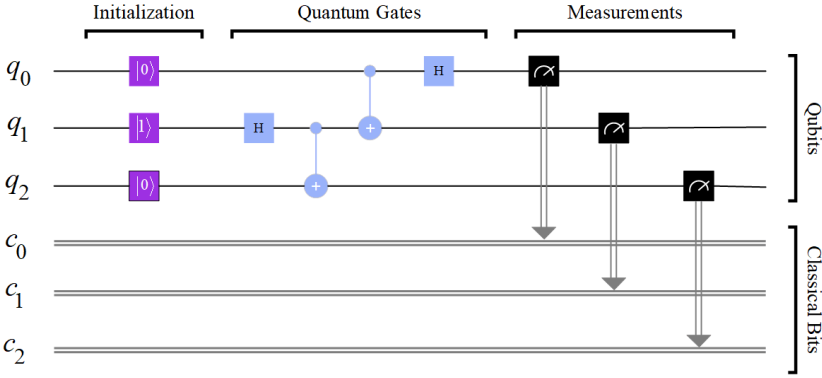 Initialization Quantum Gates Measurements
q0 |0⟩ H
q1 |1⟩ H +
q2 |0⟩ +
Qubits
c0
c1
c2
Classical Bits